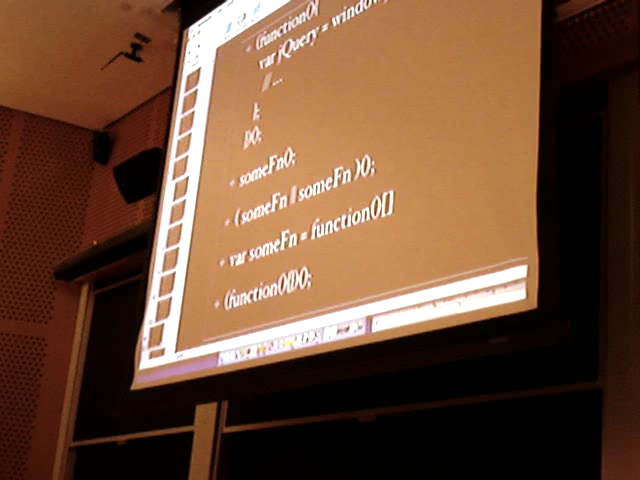 (function(){
var jQuery = window
// ...
};
})();
someFn();
( someFn || someFn )();
var someFn = function(){}
(function(){})();